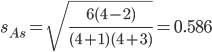 s_{As} = \sqrt{\frac{6(4-2)}{(4+1)(4+3)}} = 0.586